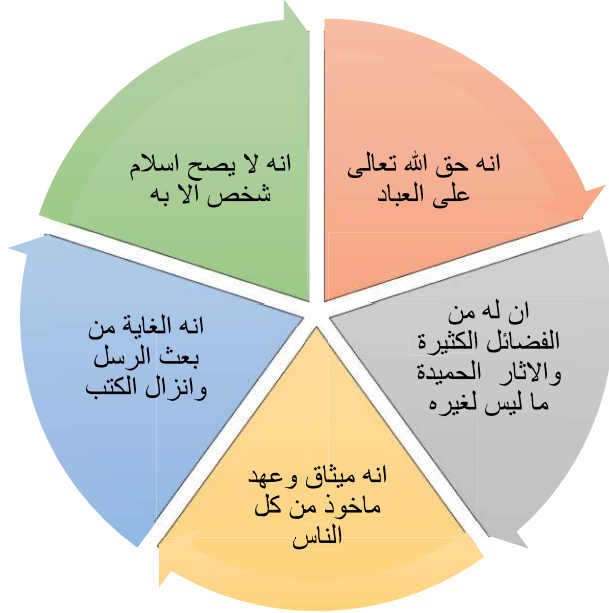 انه حق الله تعالى
على العباد
ان له من
الفضائل الكثيرة
والاثار الحميدة
ما ليس لغيره
انه ميثاق وعهد
ماخوذ من كل
الناس
انه الغاية من
بعث الرسل
وانزال الكتب
انه لا يصح اسلام
شخص الا به